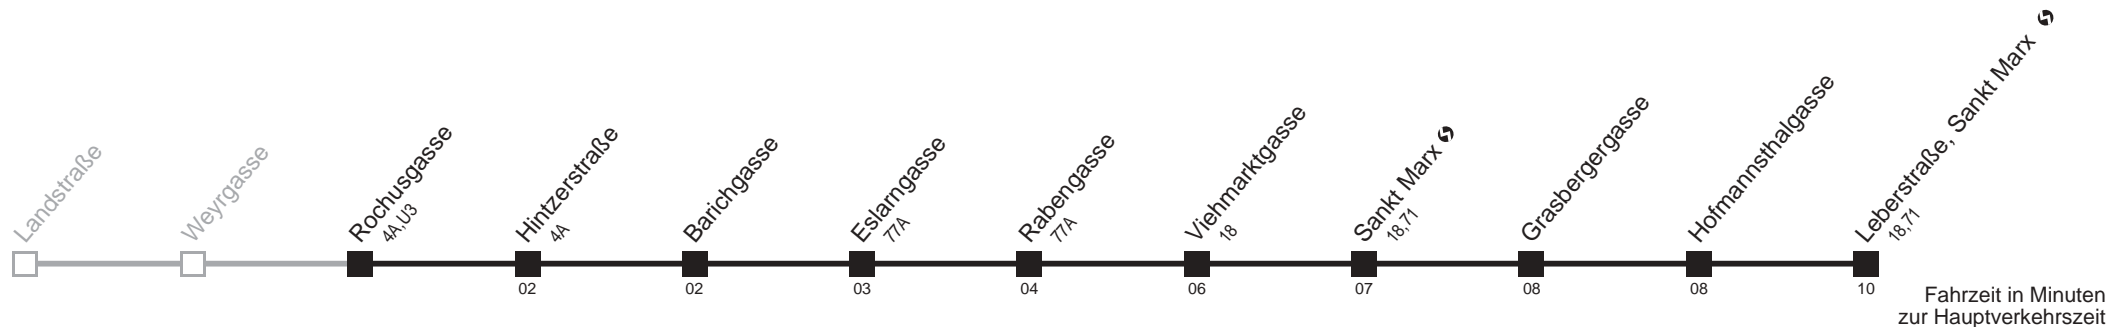 Landstraße
Weyrgasse
Rochusgasse
4A,U3
Hintzerstraße
4A
Barichgasse
Eslarngasse
77A
Rabengasse
77A
Viehmarktgasse
18
Sankt Marx
18,71
Grasbergergasse
Hofmannsthalgasse
Leberstraße, Sankt Marx
18,71
02
02
03
04
06
07
08
08
10
Fahrzeit in Minuten
zur Hauptverkehrszeit